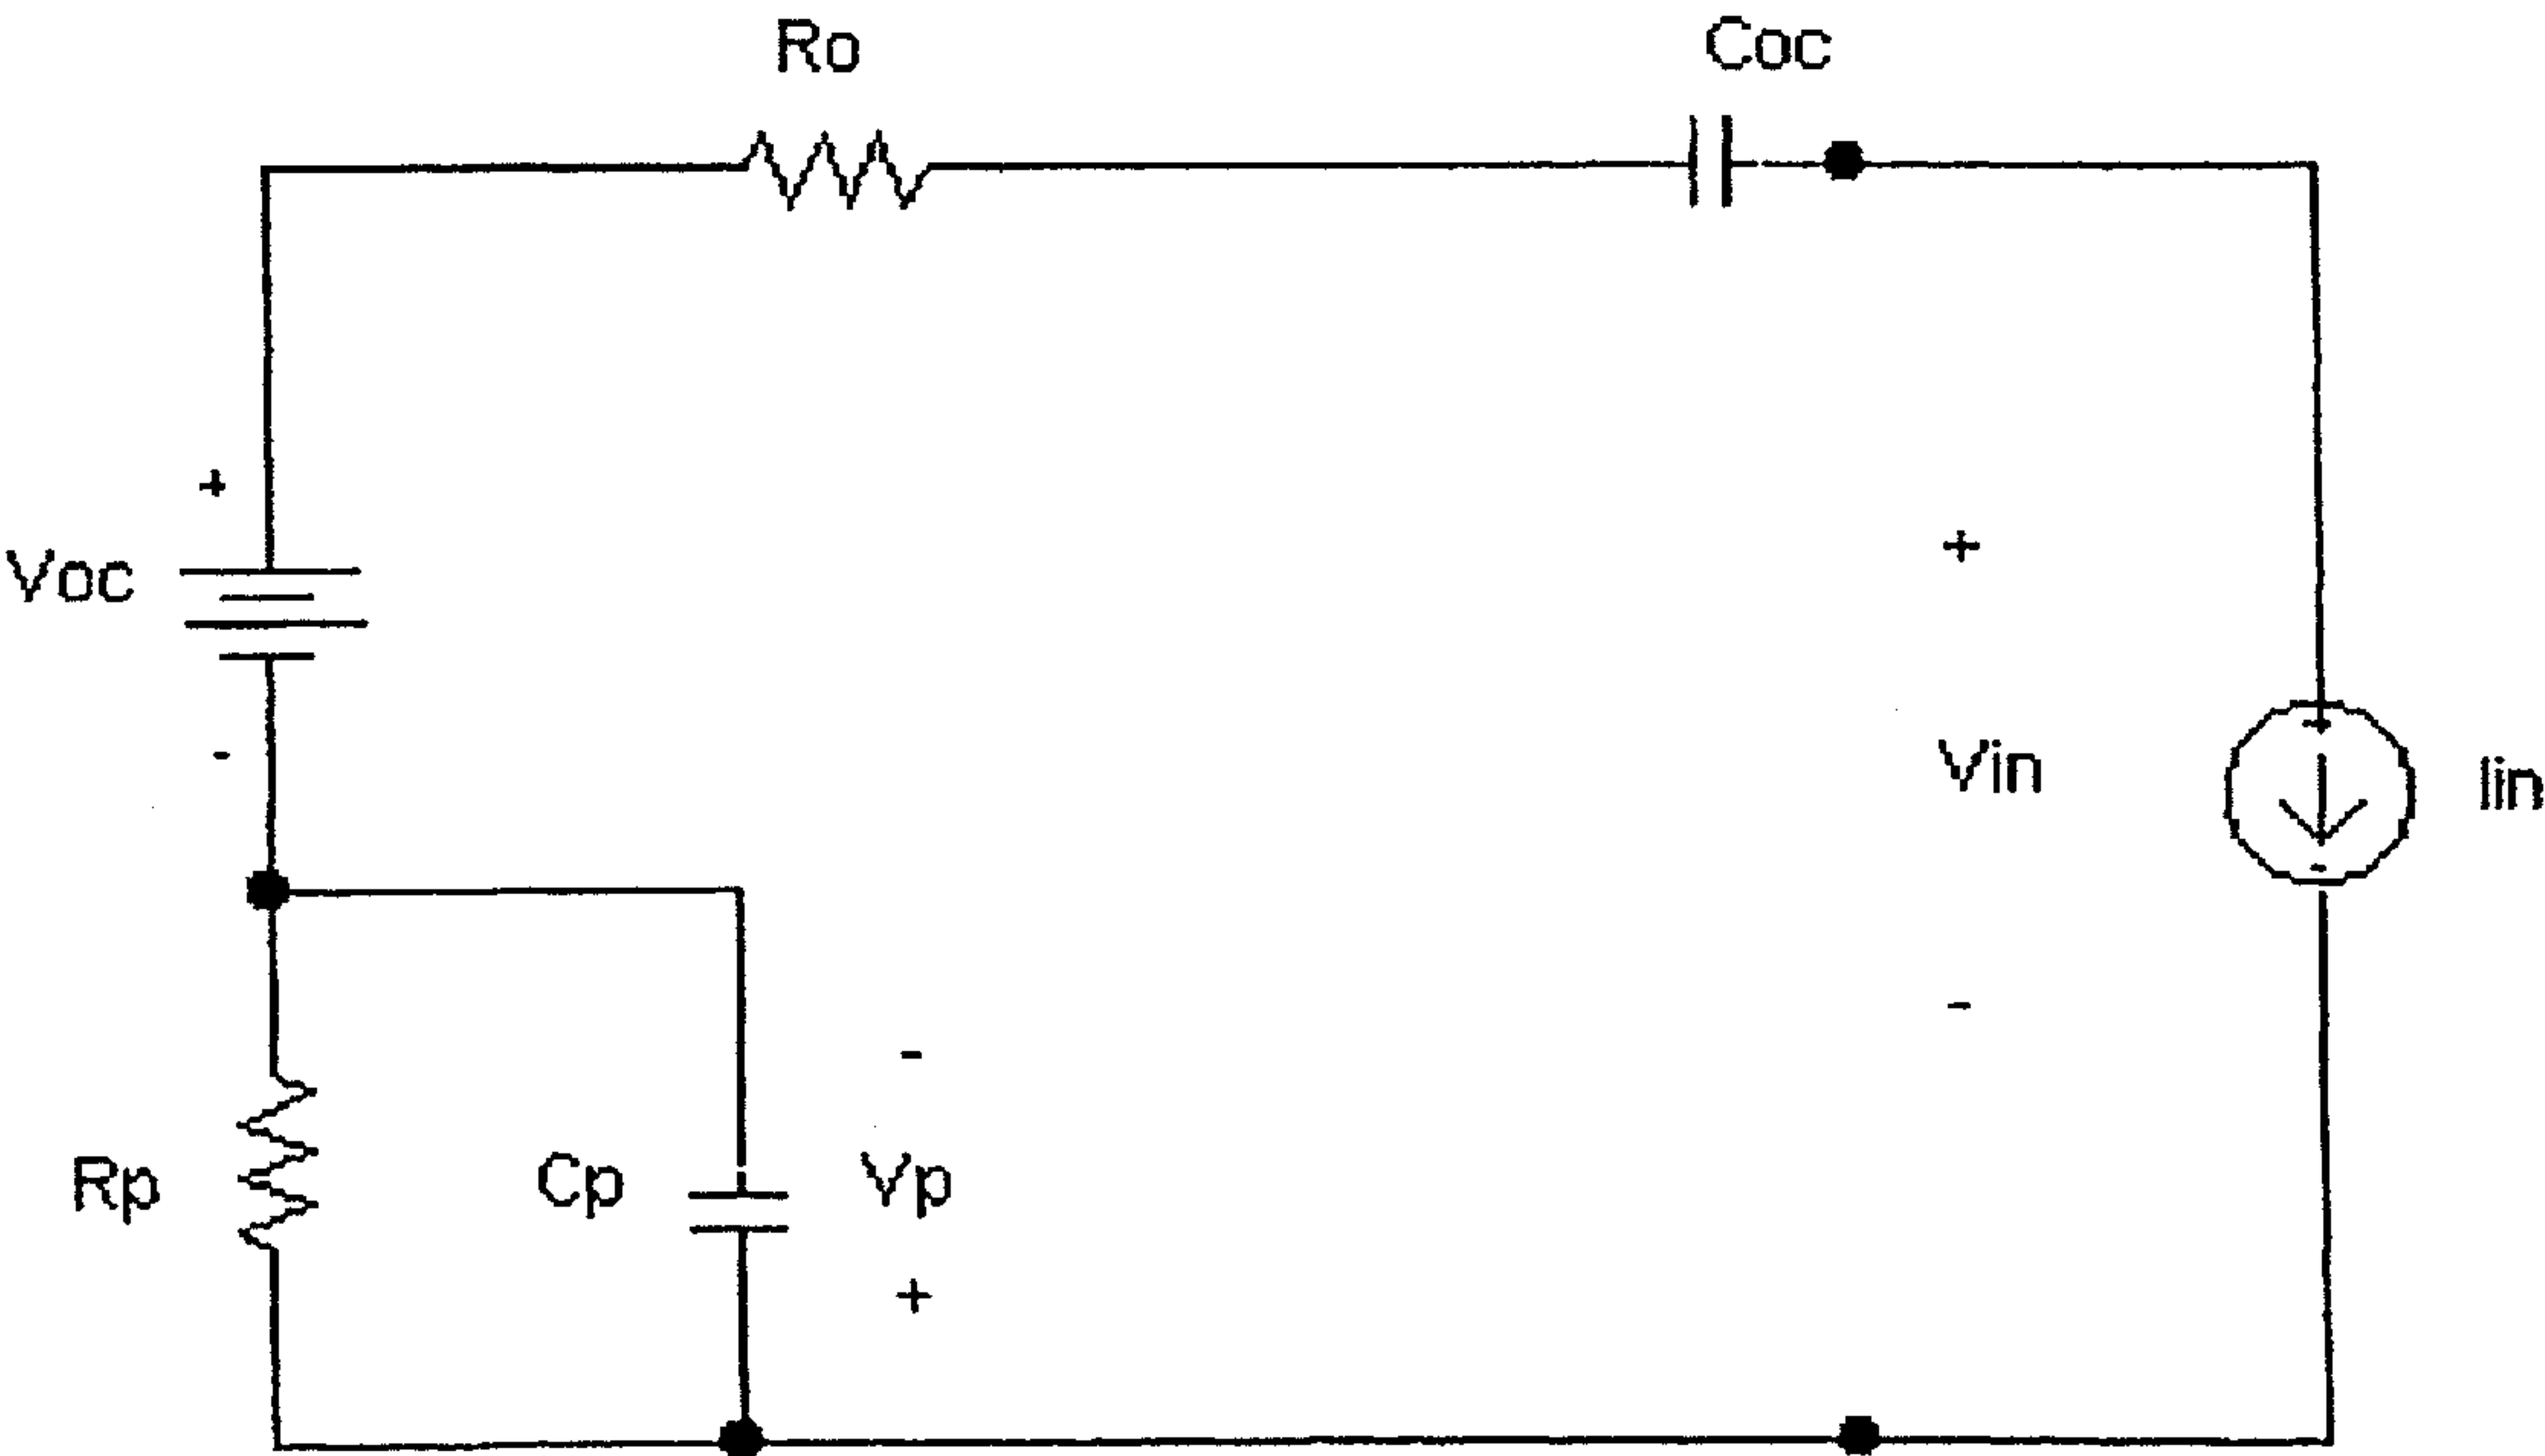 Ro
Coc
+
Voc
-
+
Vin
-
+
-
Iin
Rp
Cp
-
Vp
+